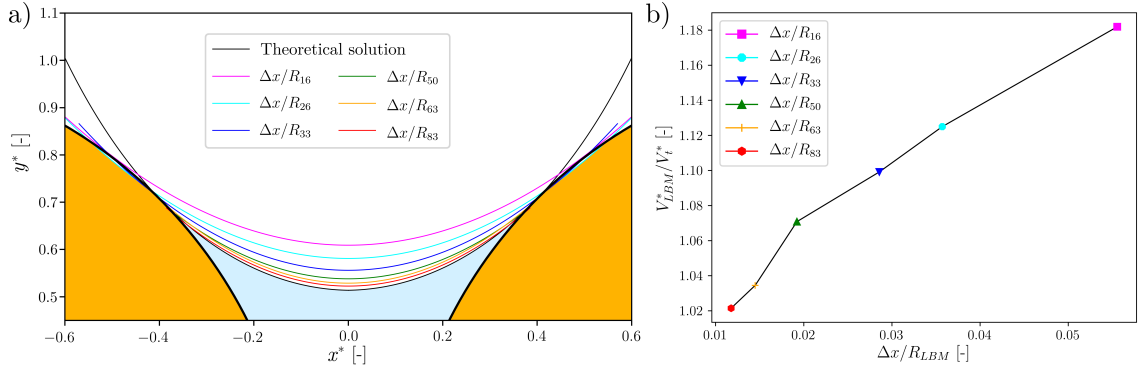 a)
1.1
1.0
0.9
0.8
0.7
0.6
0.5
y* [-]
Theoretical solution
Δx/R₁₆
Δx/R₂₆
Δx/R₃₃
Δx/R₅₀
Δx/R₆₃
Δx/R₈₃
−0.6
−0.4
−0.2
0.0
0.2
0.4
0.6
x* [-]
b)
1.18
1.16
1.14
1.12
1.10
1.08
1.06
1.04
1.02
V*_LBM/V*_t [-]
Δx/R₁₆
Δx/R₂₆
Δx/R₃₃
Δx/R₅₀
Δx/R₆₃
Δx/R₈₃
0.01
0.02
0.03
0.04
0.05
Δx/R_LBM [-]